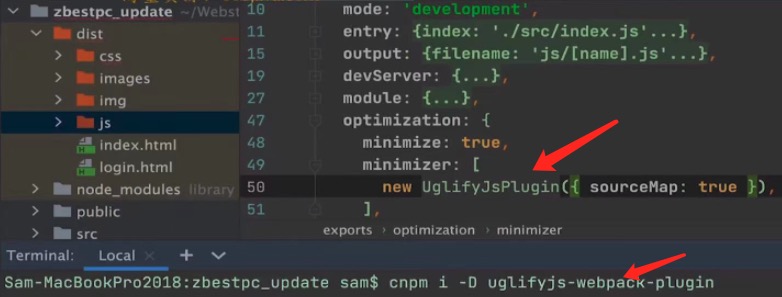 zbestpc_update ~/Webst
dist
css
images
img
js
index.html
login.html
node_modules library
public
src
10 mode: 'development',
11 entry: {index: './src/index.js'...},
15 output: {filename: 'js/[name].js'...},
19 devServer: {...},
27 module: {...},
47 optimization: {
48 minimize: true,
49 minimizer: [
50 new UglifyJsPlugin({ sourceMap: true }),
51 ],
exports › optimization › minimizer
Terminal: Local × +
Sam-MacBookPro2018:zbestpc_update sam$ cnpm i -D uglifyjs-webpack-plugin